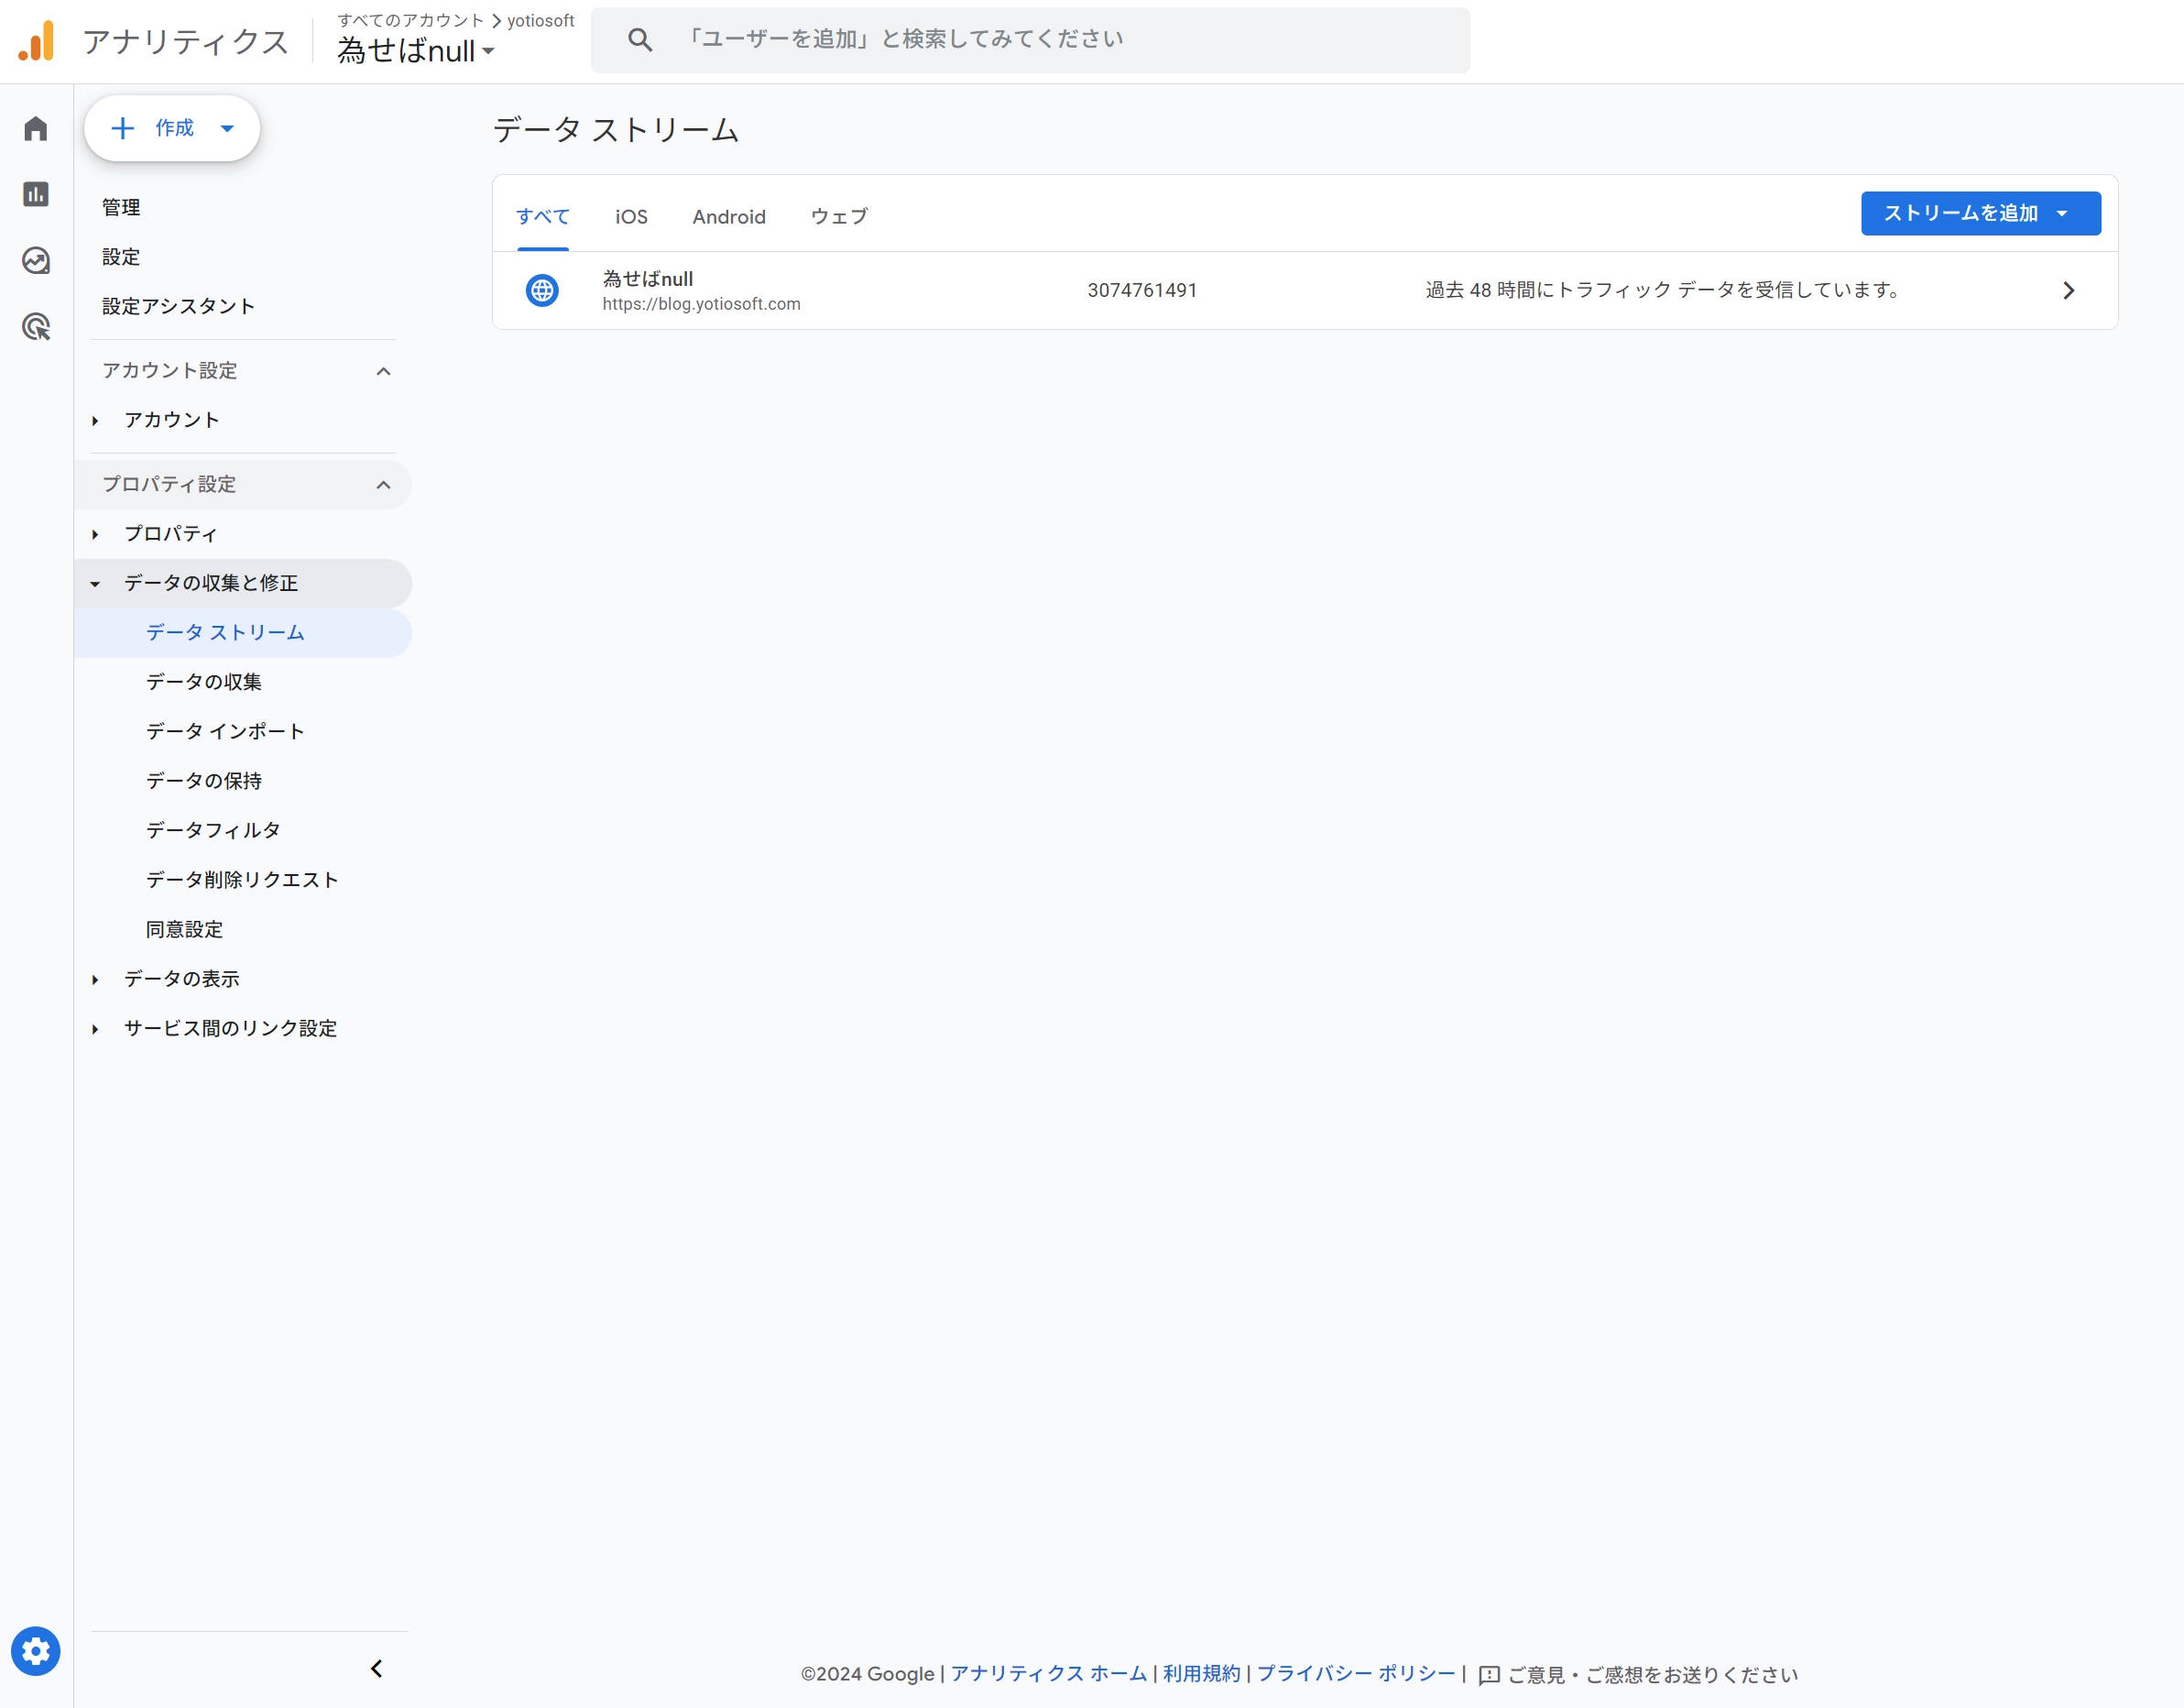 アナリティクス
すべてのアカウント > yotiosoft
為せばnull
「ユーザーを追加」と検索してみてください
作成
管理
設定
設定アシスタント
アカウント設定
アカウント
プロパティ設定
プロパティ
データの収集と修正
データ ストリーム
データの収集
データ インポート
データの保持
データフィルタ
データ削除リクエスト
同意設定
データの表示
サービス間のリンク設定
データ ストリーム
すべて iOS Android ウェブ ストリームを追加
為せばnull
https://blog.yotiosoft.com
3074761491
過去 48 時間にトラフィック データを受信しています。
©2024 Google | アナリティクス ホーム | 利用規約 | プライバシー ポリシー | ご意見・ご感想をお送りください